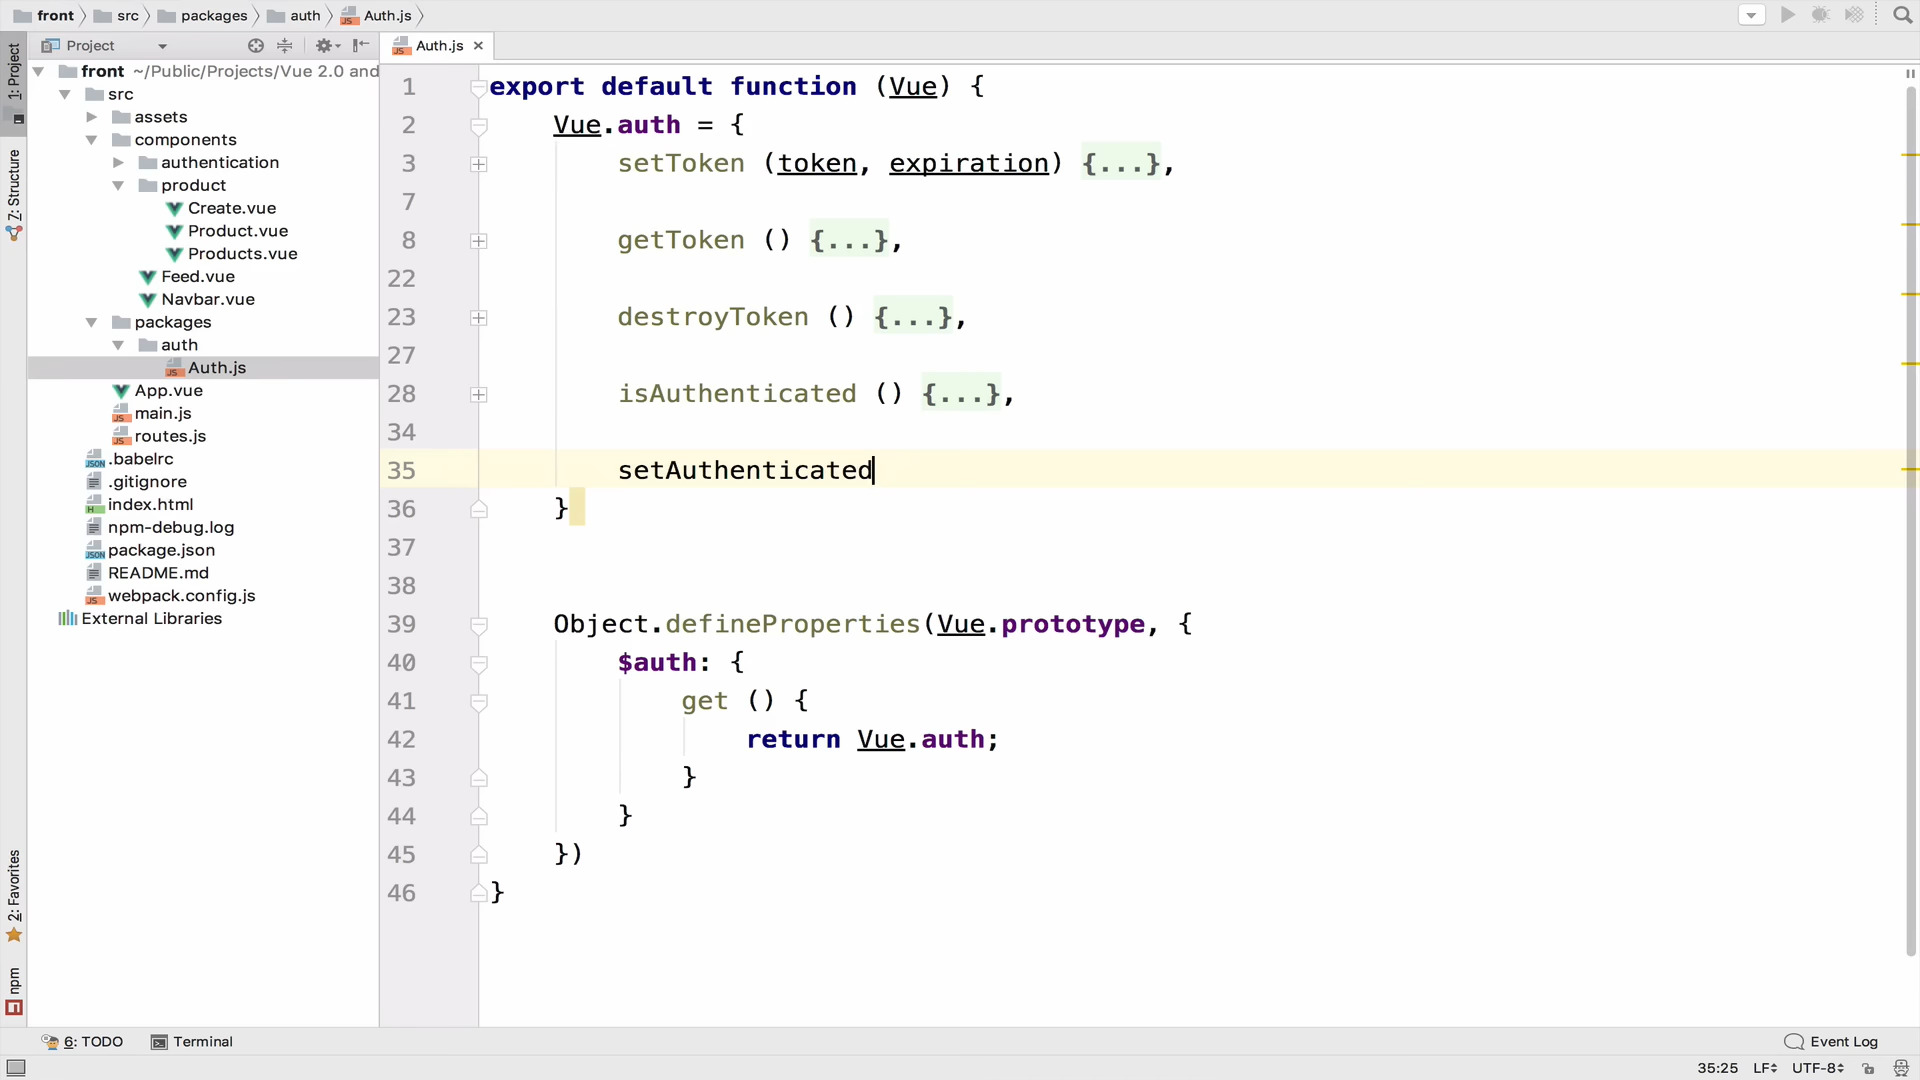 front src packages auth Auth.js
1: Project
Project
Auth.js
front ~/Public/Projects/Vue 2.0 and
src
assets
components
authentication
product
Create.vue
Product.vue
Products.vue
Feed.vue
Navbar.vue
packages
auth
Auth.js
App.vue
main.js
routes.js
.babelrc
.gitignore
index.html
npm-debug.log
package.json
README.md
webpack.config.js
External Libraries
7: Structure
2: Favorites
npm
1 export default function (Vue) {
2 Vue.auth = {
3 setToken (token, expiration) {...},
7
8 getToken () {...},
22
23 destroyToken () {...},
27
28 isAuthenticated () {...},
34
35 setAuthenticated
36 }
37
38
39 Object.defineProperties(Vue.prototype, {
40 $auth: {
41 get () {
42 return Vue.auth;
43 }
44 }
45 })
46 }
6: TODO Terminal Event Log
35:25 LF UTF-8